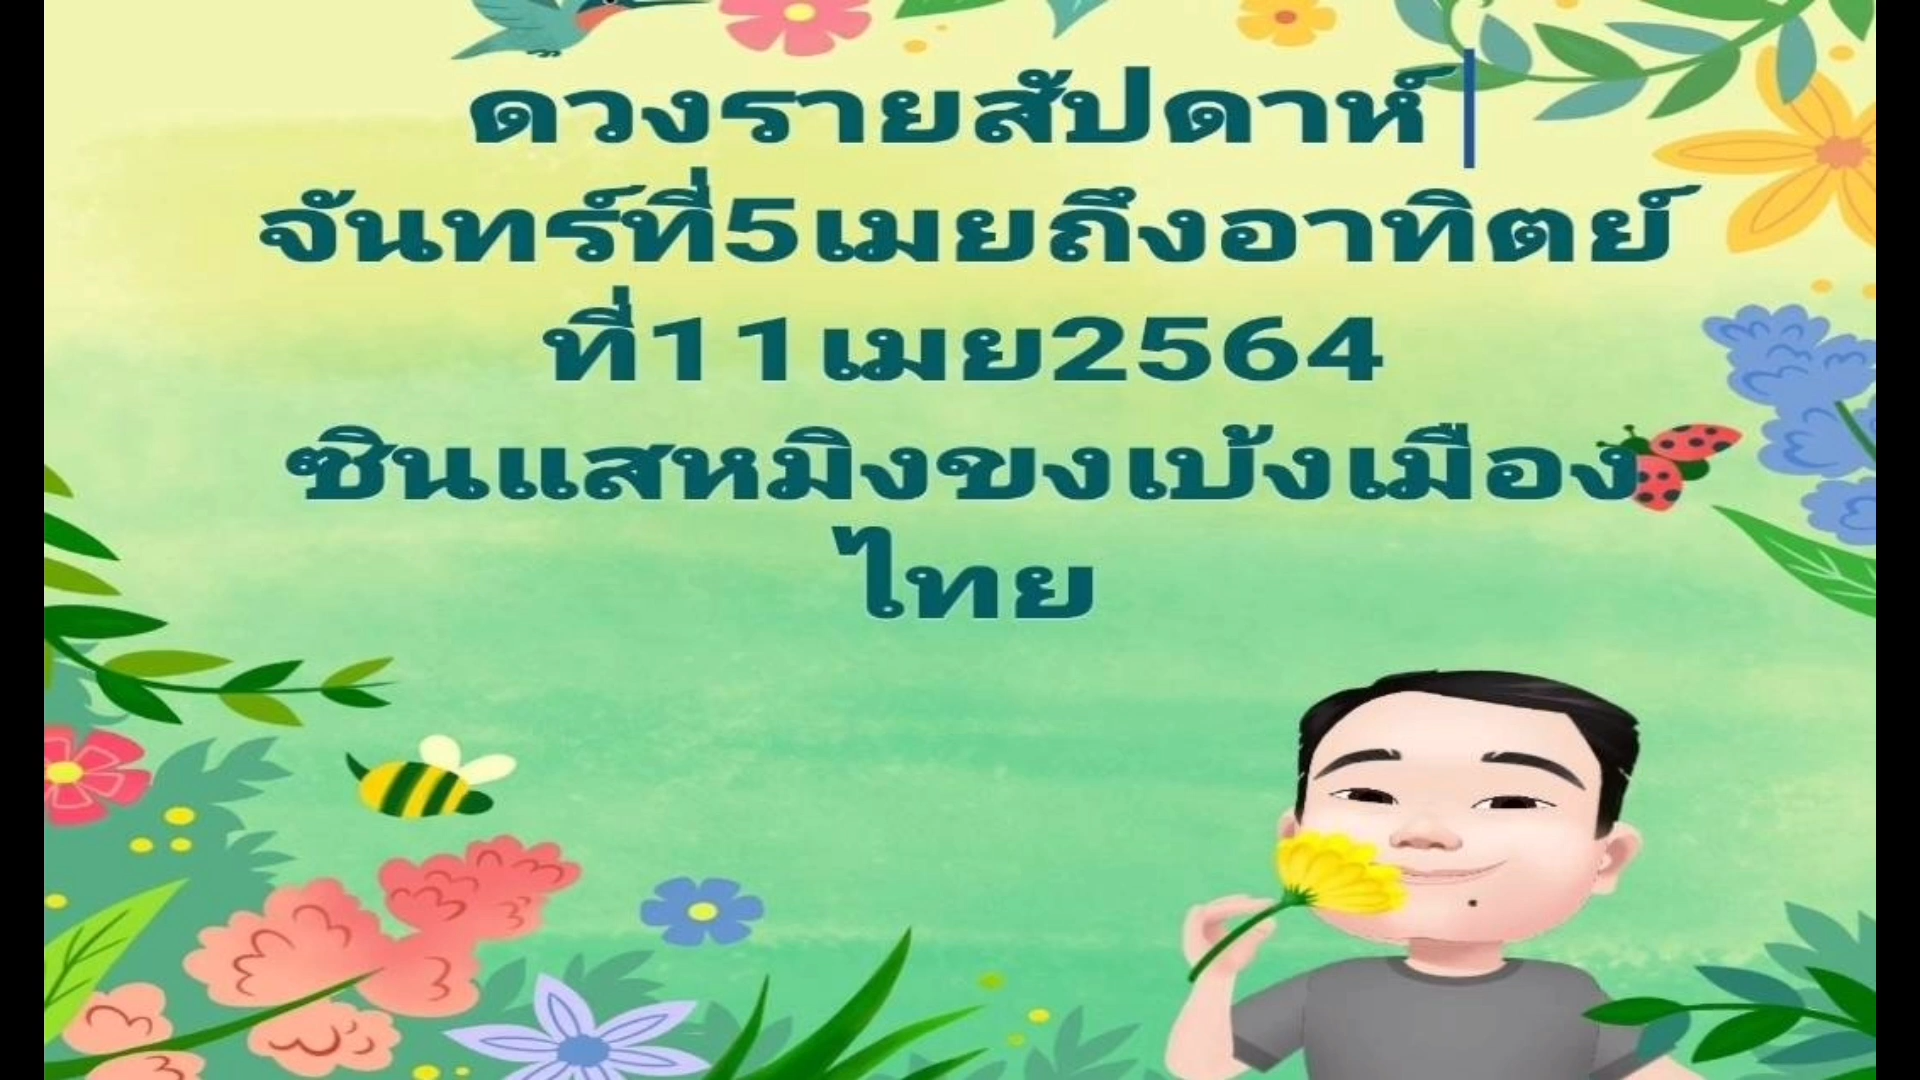 ดวงรายสัปดาห์
จันทร์ที่5เมยถึงอาทิตย์
ที่11เมย2564
ซินแสหมิงขงเบ้งเมือง
ไทย